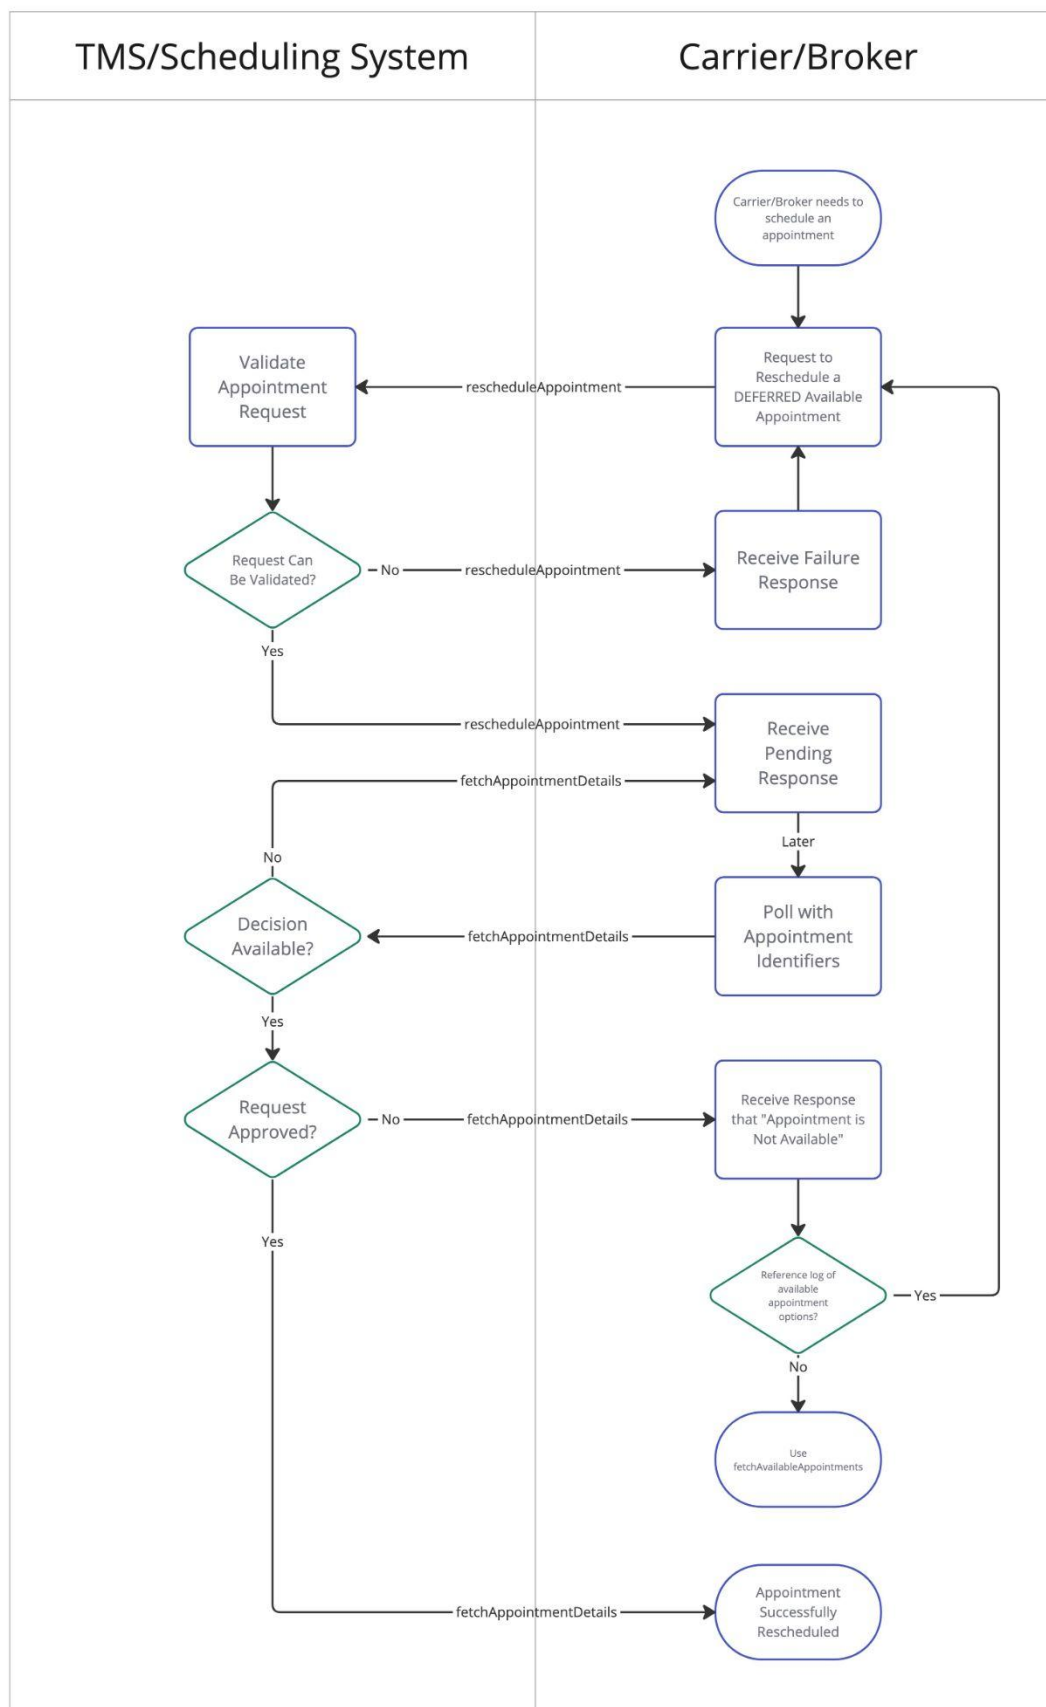 TMS/Scheduling System
Carrier/Broker
Carrier/Broker needs to
schedule an
appointment
Validate
Appointment
Request
rescheduleAppointment
Request to
Reschedule a
DEFERRED Available
Appointment
Request Can
Be Validated?
No
rescheduleAppointment
Receive Failure
Response
Yes
rescheduleAppointment
Receive
Pending
Response
fetchAppointmentDetails
Later
No
Decision
Available?
fetchAppointmentDetails
Poll with
Appointment
Identifiers
Yes
Request
Approved?
No
fetchAppointmentDetails
Receive Response
that "Appointment is
Not Available"
Yes
Reference log of
available
appointment
options?
Yes
No
Use
fetchAvailableAppointments
fetchAppointmentDetails
Appointment
Successfully
Rescheduled